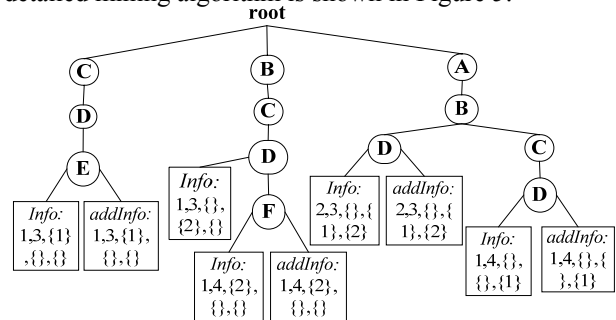 detailed mining algorithm is shown in Figure 5.
root
C
B
A
D
C
B
E
D
D
C
F
D
Info:
1,3,{1}
,{},{}
addInfo:
1,3,{1},
{},{}
Info:
1,3,{},
{2},{}
Info:
1,4,{2},
{},{}
addInfo:
1,4,{2},
{},{}
Info:
2,3,{},{
1},{2}
addInfo:
2,3,{},{
1},{2}
Info:
1,4,{},
{},{1}
addInfo:
1,4,{},{
},{1}